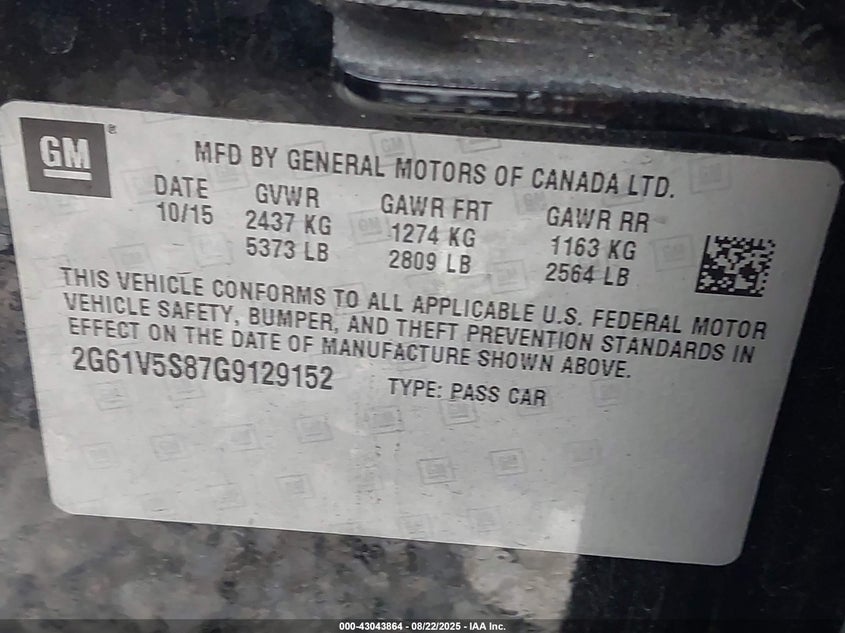 GM®
MFD BY GENERAL MOTORS OF CANADA LTD.
DATE GVWR GAWR FRT GAWR RR
10/15 2437 KG 1274 KG 1163 KG
5373 LB 2809 LB 2564 LB
THIS VEHICLE CONFORMS TO ALL APPLICABLE U.S. FEDERAL MOTOR
VEHICLE SAFETY, BUMPER, AND THEFT PREVENTION STANDARDS IN
EFFECT ON THE DATE OF MANUFACTURE SHOWN ABOVE.
2G61V5S87G9129152 TYPE: PASS CAR
000-43043864 - 08/22/2025 - IAA Inc.